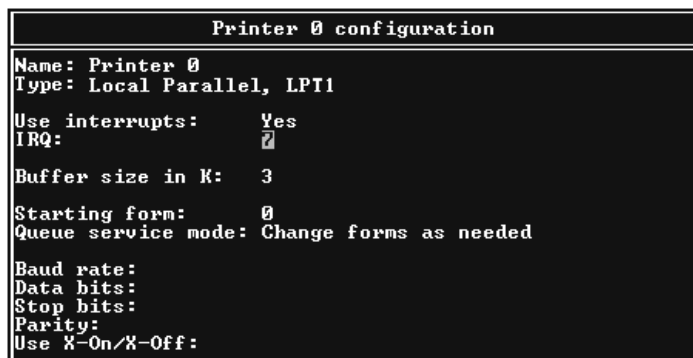 Printer 0 configuration
Name: Printer 0
Type: Local Parallel, LPT1
Use interrupts: Yes
IRQ: 7
Buffer size in K: 3
Starting form: 0
Queue service mode: Change forms as needed
Baud rate:
Data bits:
Stop bits:
Parity:
Use X-On/X-Off: